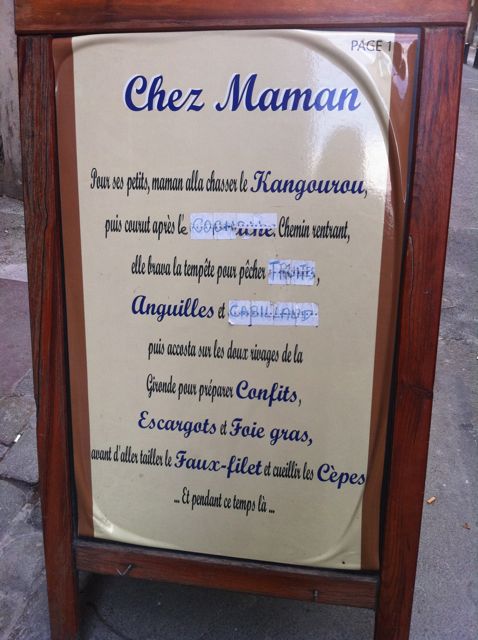 PAGE 1
Chez Maman
Pour ses petits, maman alla chasser le Kangourou,
puis courut après le Chemin rentrant,
elle brava la tempête pour pêcher
Anguilles et CABILLAUD
puis accosta sur les doux rivages de la
Gironde pour préparer Confits,
Escargots et Foie gras,
avant d'aller tailler le Faux-filet et cueillir les Cèpes
... Et pendant ce temps là ...